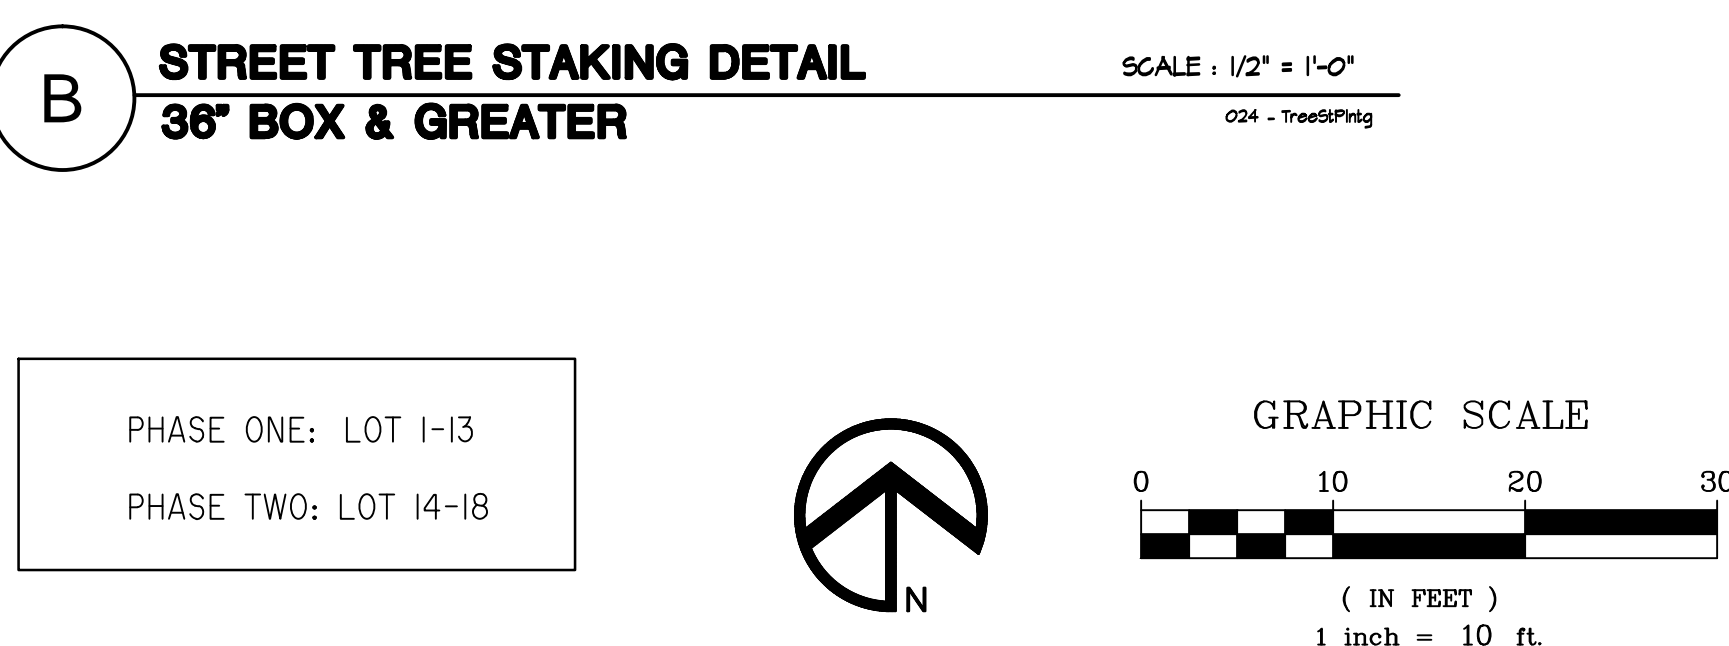 B
STREET TREE STAKING DETAIL
36" BOX & GREATER
SCALE : 1/2" = 1'-0"
024 - TreeStPlntg
PHASE ONE: LOT 1-13
PHASE TWO: LOT 14-18
N
GRAPHIC SCALE
0 10 20 30
( IN FEET )
1 inch = 10 ft.